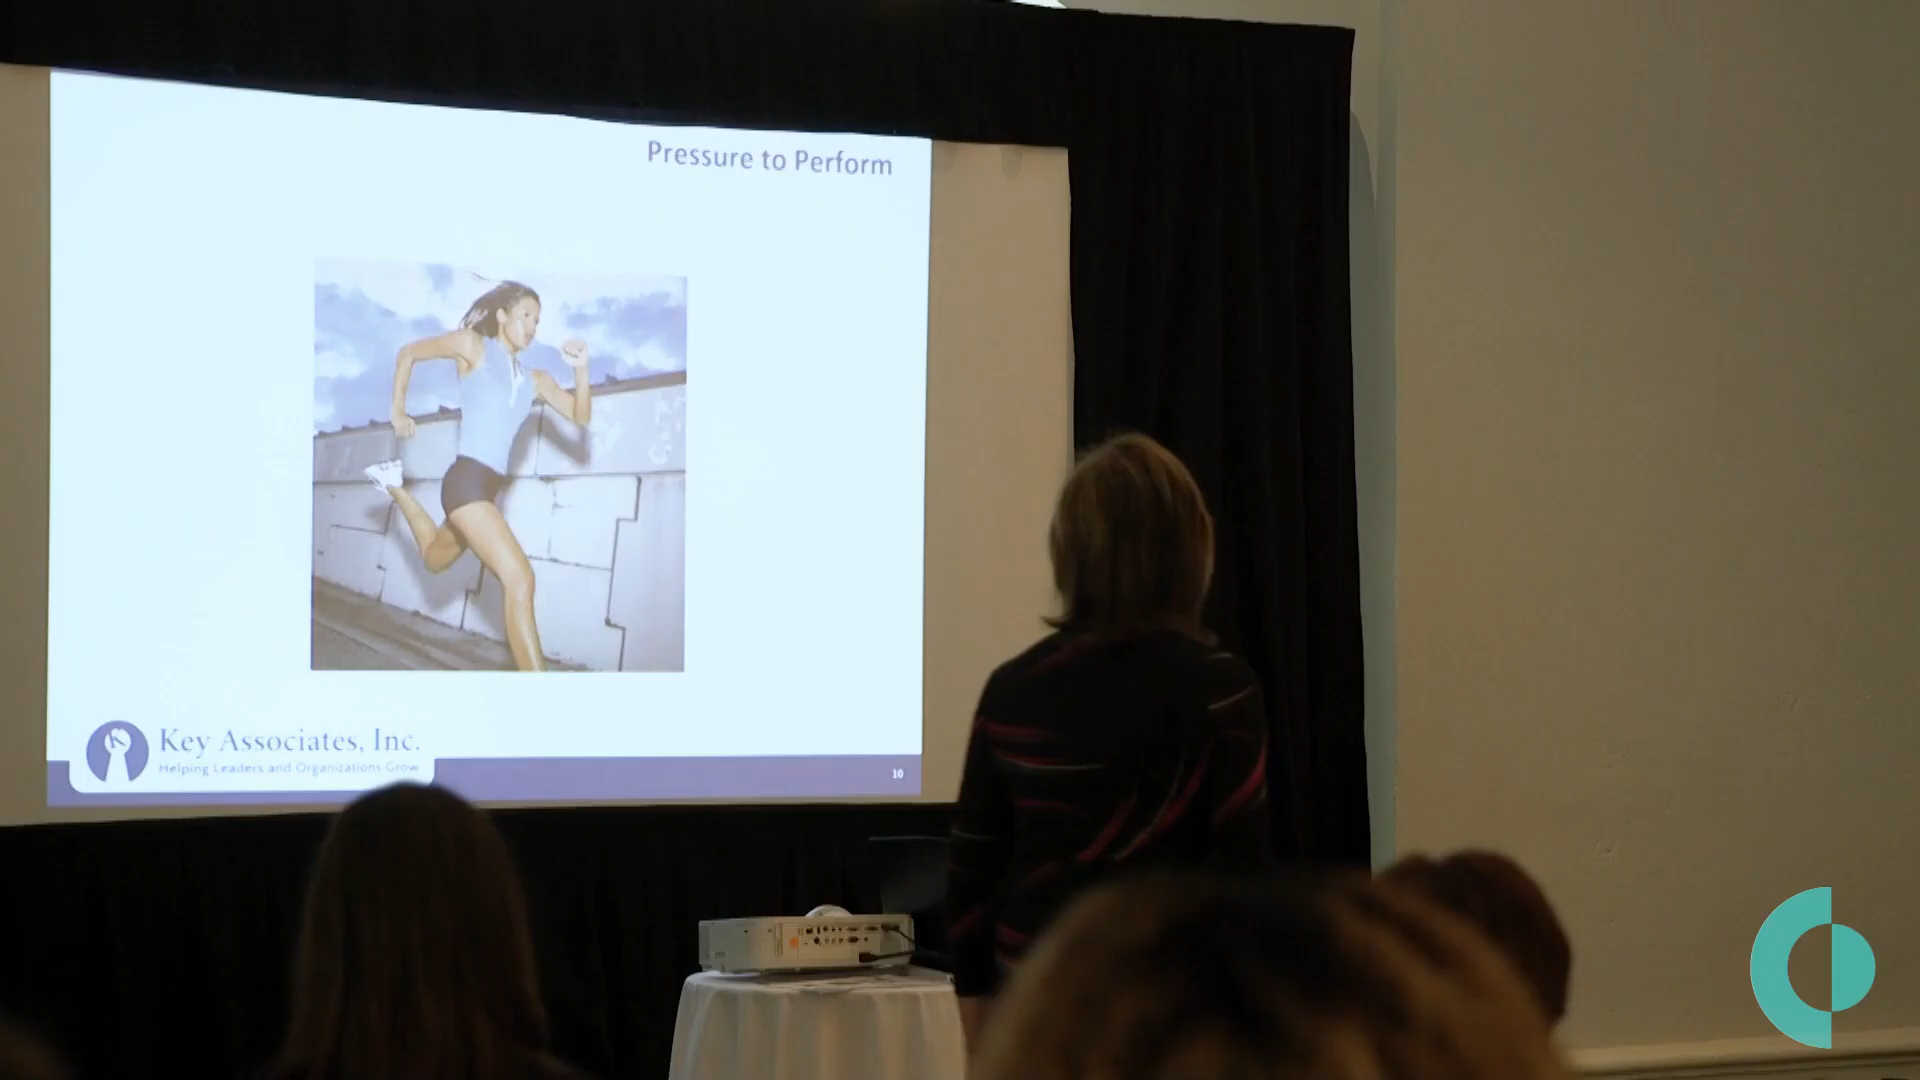 Pressure to Perform
Key Associates, Inc.
Helping Leaders and Organizations Grow
10